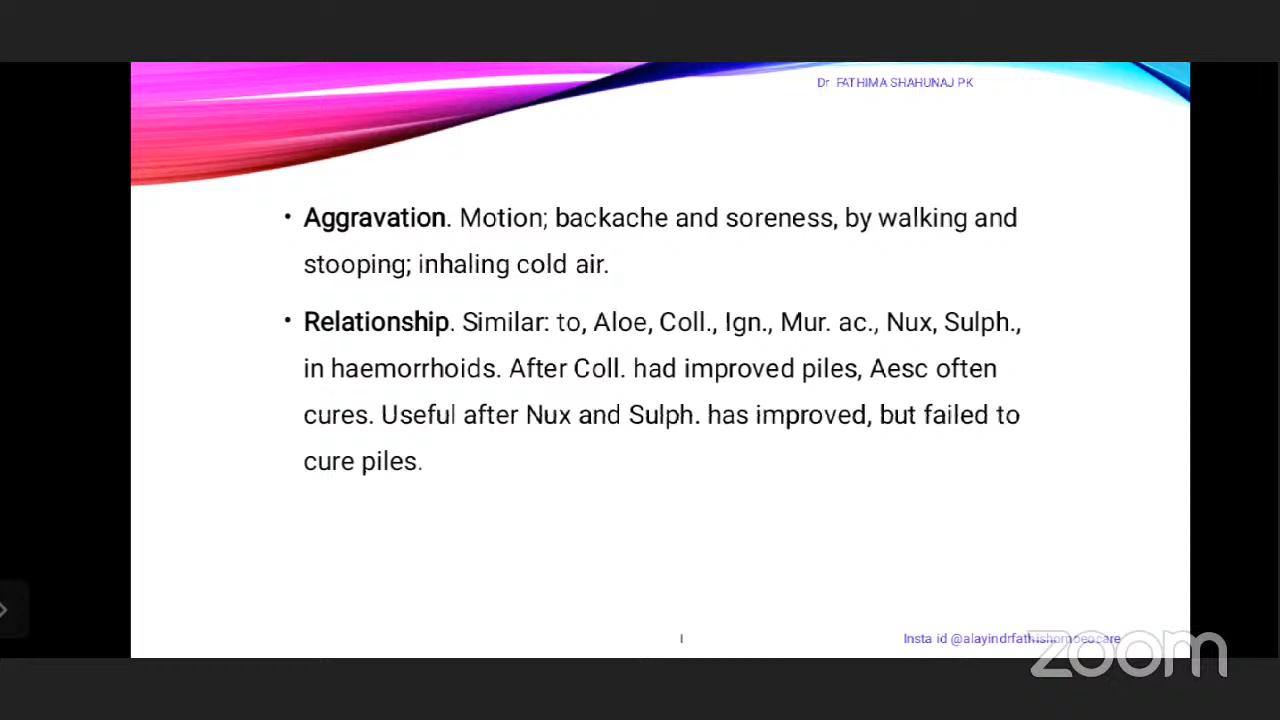 Dr FATHIMA SHAHUNAJ PK
• Aggravation. Motion; backache and soreness, by walking and
stooping; inhaling cold air.
• Relationship. Similar: to, Aloe, Coll., Ign., Mur. ac., Nux, Sulph.,
in haemorrhoids. After Coll. had improved piles, Aesc often
cures. Useful after Nux and Sulph. has improved, but failed to
cure piles.
Insta id @alayindrfathishomoeocare
zoom